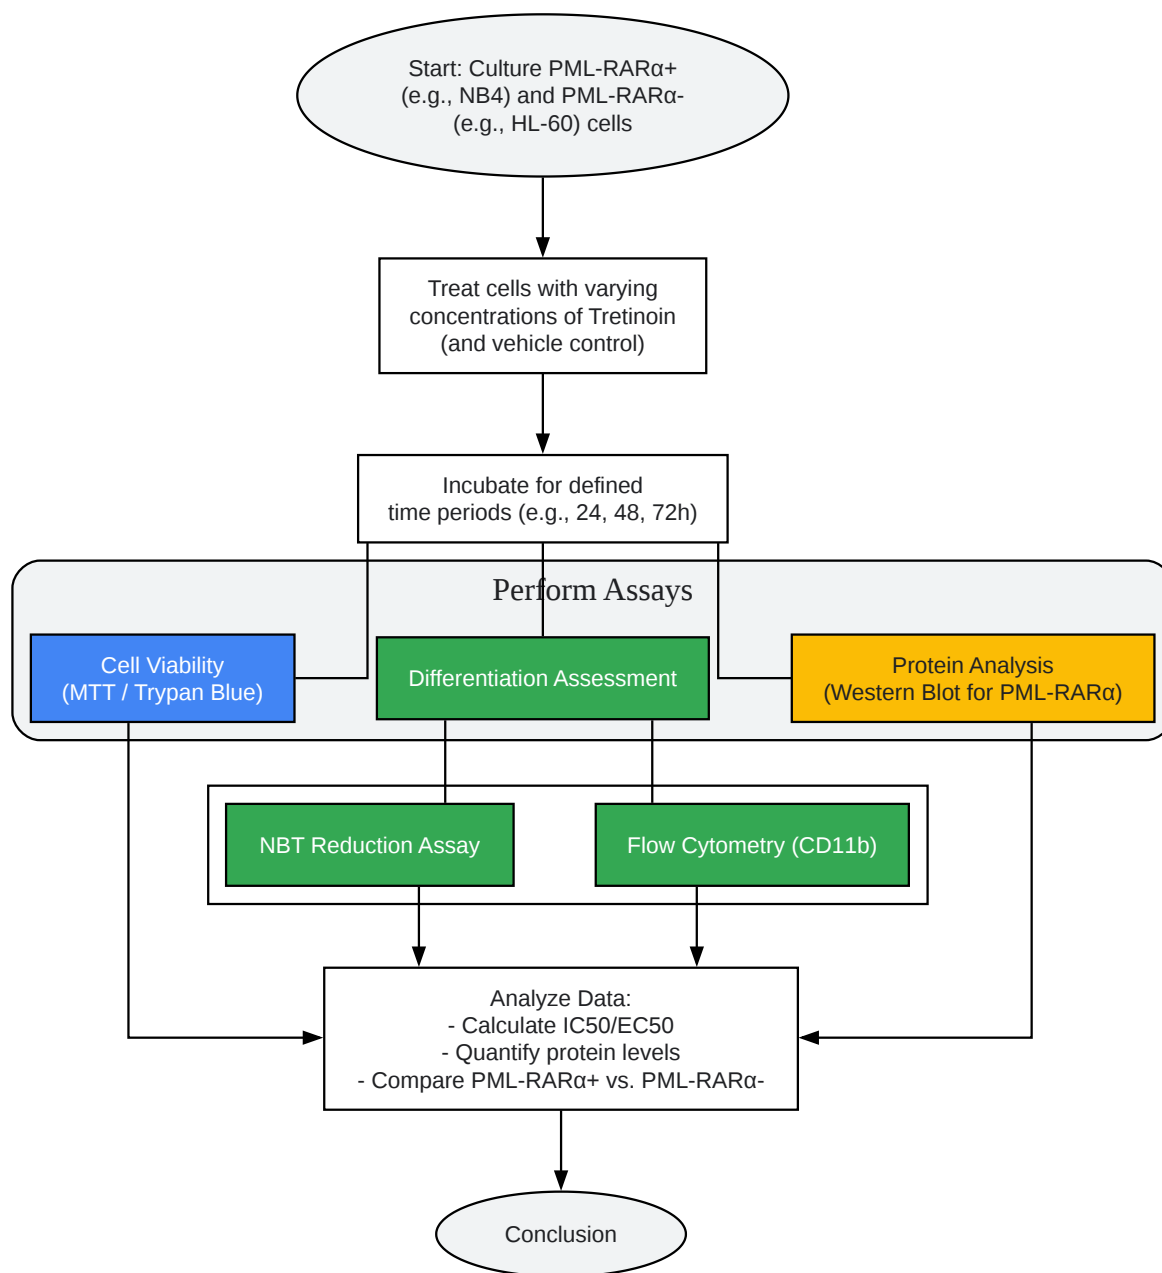 Start: Culture PML-RARα+
(e.g., NB4) and PML-RARα-
(e.g., HL-60) cells
Treat cells with varying
concentrations of Tretinoin
(and vehicle control)
Incubate for defined
time periods (e.g., 24, 48, 72h)
Perform Assays
Cell Viability
(MTT / Trypan Blue)
Differentiation Assessment
Protein Analysis
(Western Blot for PML-RARα)
NBT Reduction Assay
Flow Cytometry (CD11b)
Analyze Data:
- Calculate IC50/EC50
- Quantify protein levels
- Compare PML-RARα+ vs. PML-RARα-
Conclusion